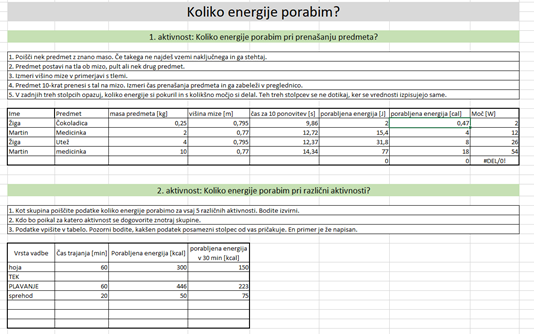 Koliko energije porabim?
1. aktivnost: Koliko energije porabim pri prenašanju predmeta?
1. Poišči nek predmet z znano maso. Če takega ne najdeš vzemi naključnega in ga stehtaj.
2. Predmet postavi na tla ob mizo, pult ali nek drug predmet.
3. Izmeri višino mize v primerjavi s tlemi.
4. Predmet 10-krat prenesi s tal na mizo. Izmeri čas prenašanja predmeta in ga zabeleži v preglednico.
5. V zadnjih treh stolpcih opazuj, koliko energije si pokuril in s kolikšno močjo si delal. Teh treh stolpcev se ne dotikaj, ker se vrednosti izpisujejo same.
Ime Predmet masa predmeta [kg] višina mize [m] čas za 10 ponovitev [s] porabljena energija [J] porabljena energija [cal] Moč [W]
Žiga Čokoladica 0,25 0,795 9,86 2 0,47 2
Martin Medicinka 2 0,77 12,72 15,4 4 12
Žiga Utež 4 0,795 12,37 31,8 8 26
Martin medicinka 10 0,77 14,34 77 18 54
0 0 #DEL/0!
2. aktivnost: Koliko energije porabim pri različni aktivnosti?
1. Kot skupina poiščite podatke koliko energije porabimo za vsaj 5 različnih aktivnosti. Bodite izvirni.
2. Kdo bo poikal za katero aktivnost se dogovorite znotraj skupine.
3. Podatke vpišite v tabelo. Pozorni bodite, kakšen podatek posamezni stolpec od vas pričakuje. En primer je že napisan.
Vrsta vadbe Čas trajanja [min] Porabljena energija [kcal] porabljena energija v 30 min [kcal]
hoja 60 300 150
TEK
PLAVANJE 60 446 223
sprehod 20 50 75